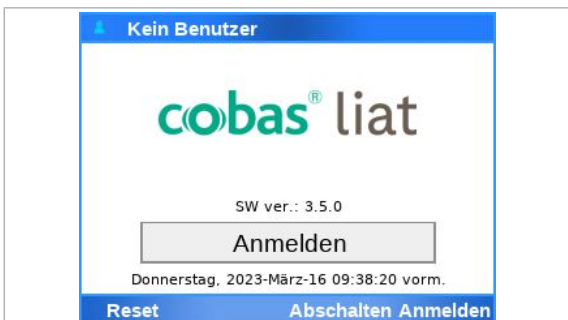 Kein Benutzer
cobas® liat
SW ver.: 3.5.0
Anmelden
Donnerstag, 2023-März-16 09:38:20 vorm.
Reset Abschalten Anmelden